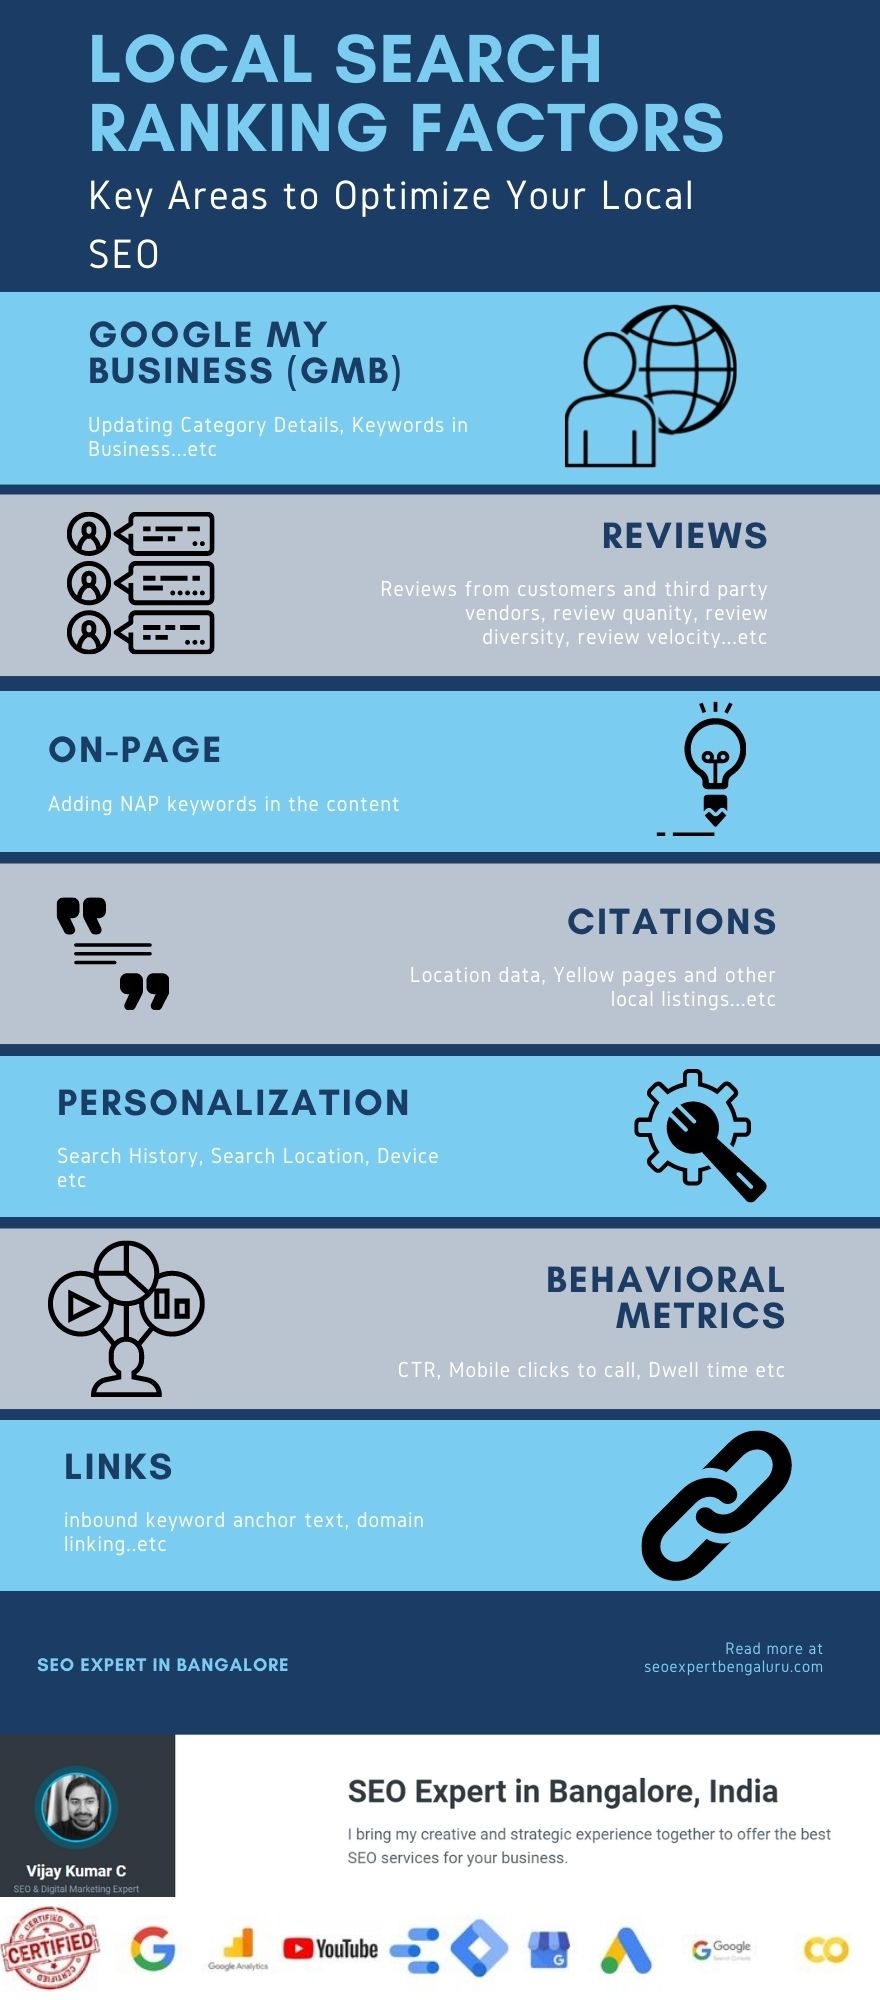 LOCAL SEARCH
RANKING FACTORS
Key Areas to Optimize Your Local
SEO
GOOGLE MY
BUSINESS (GMB)
Updating Category Details, Keywords in
Business...etc
REVIEWS
Reviews from customers and third party
vendors, review quanity, review
diversity, review velocity...etc
ON-PAGE
Adding NAP keywords in the content
CITATIONS
Location data, Yellow pages and other
local listings...etc
PERSONALIZATION
Search History, Search Location, Device
etc
BEHAVIORAL
METRICS
CTR, Mobile clicks to call, Dwell time etc
LINKS
inbound keyword anchor text, domain
linking..etc
SEO EXPERT IN BANGALORE
Read more at
seoexpertbengaluru.com
SEO Expert in Bangalore, India
I bring my creative and strategic experience together to offer the best
SEO services for your business.
Vijay Kumar C
SEO & Digital Marketing Expert
CERTIFIED
CERTIFIED
CERTIFIED
Google Analytics
YouTube
G
Google
Search Console